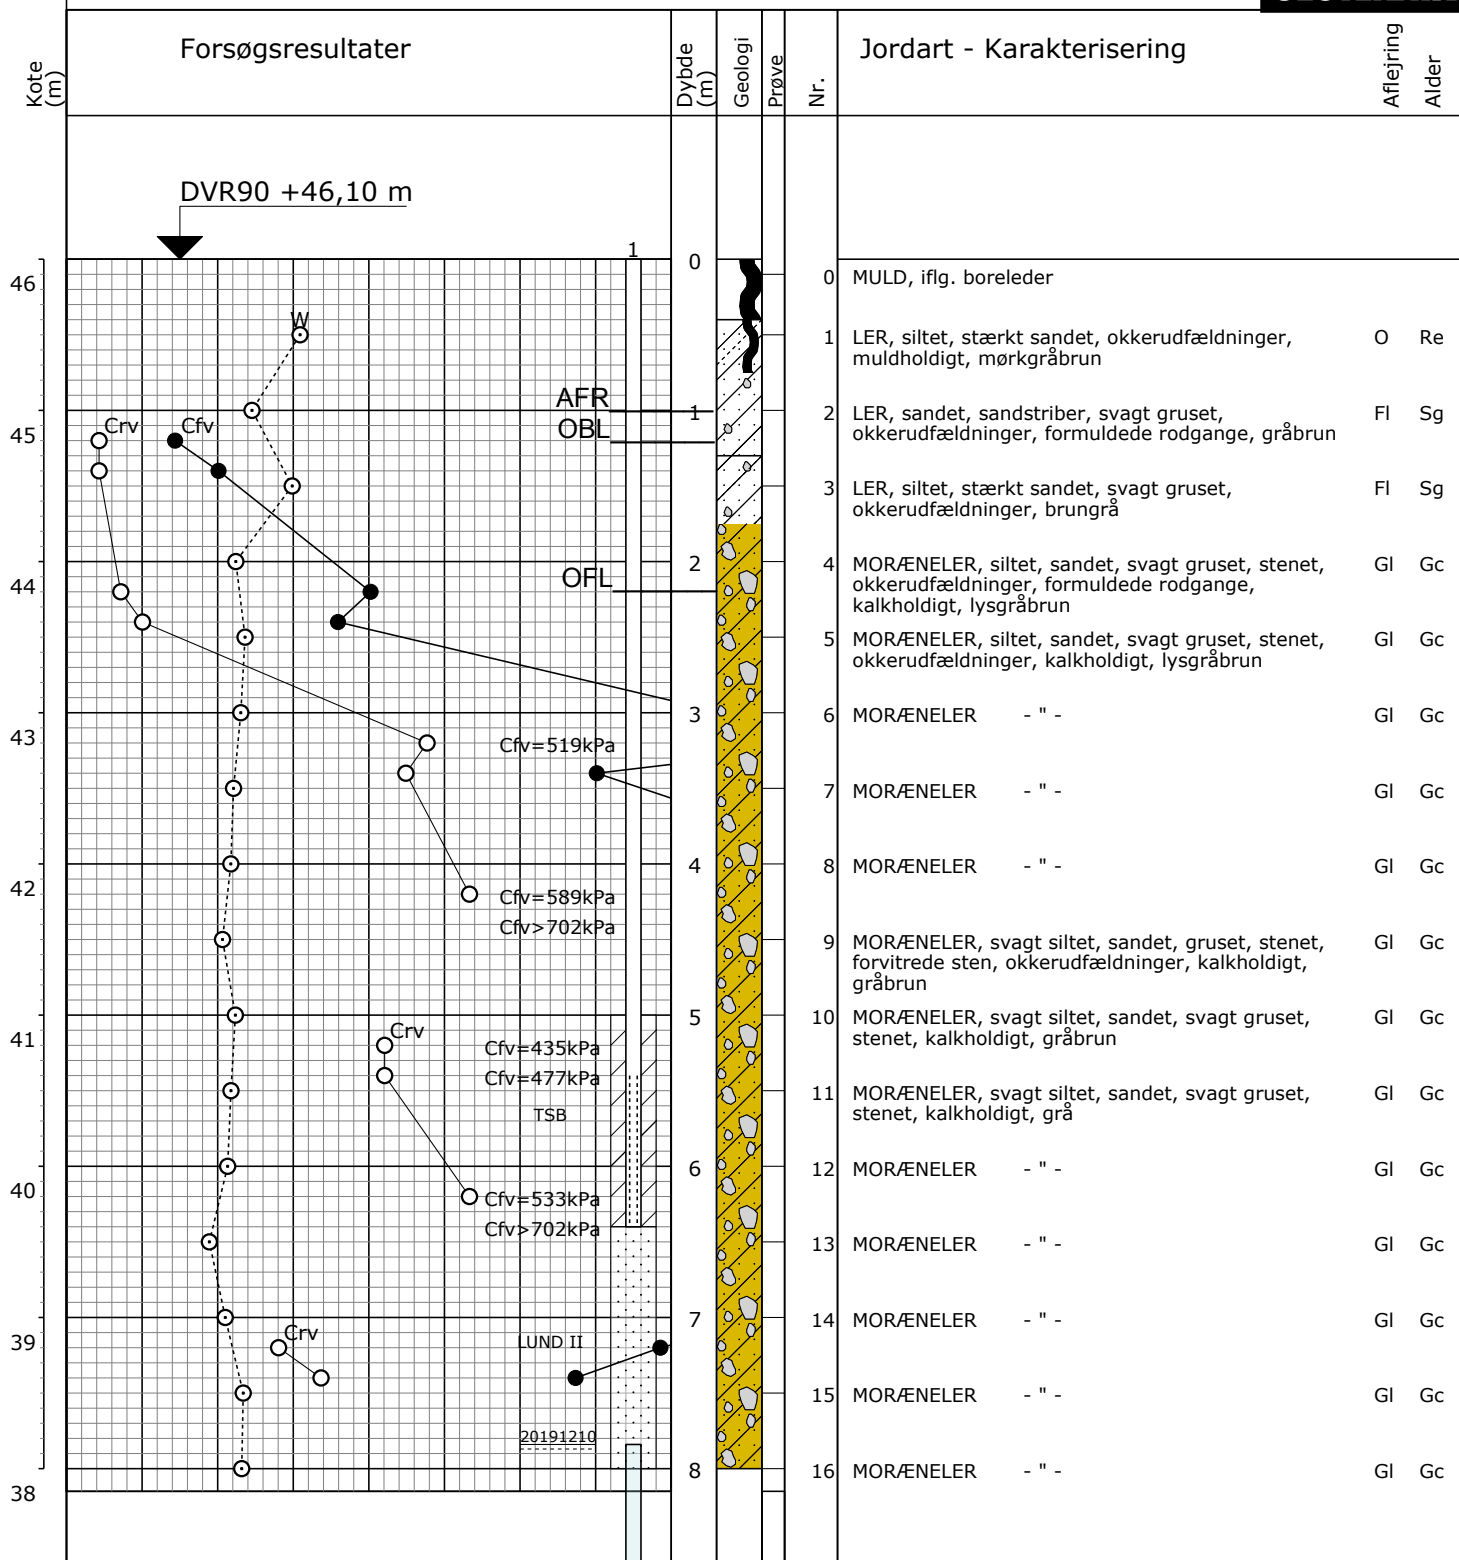 Kote
(m)
Forsøgsresultater
Dybde
(m)
Geologi
Prøve
Nr.
Jordart - Karakterisering
Aflejring
Alder
DVR90 +46,10 m
1
0
46
0 MULD, iflg. boreleder
W
1 LER, siltet, stærkt sandet, okkerudfældninger, O Re
muldholdigt, mørkgråbrun
AFR
1
2 LER, sandet, sandstriber, svagt gruset, Fl Sg
okkerudfældninger, formuldede rodgange, gråbrun
45
Crv
Cfv
OBL
3 LER, siltet, stærkt sandet, svagt gruset, Fl Sg
okkerudfældninger, brungrå
2
4 MORÆNELER, siltet, sandet, svagt gruset, stenet, Gl Gc
okkerudfældninger, formuldede rodgange,
kalkholdigt, lysgråbrun
44
OFL
5 MORÆNELER, siltet, sandet, svagt gruset, stenet, Gl Gc
okkerudfældninger, kalkholdigt, lysgråbrun
3
6 MORÆNELER - " - Gl Gc
43
Cfv=519kPa
7 MORÆNELER - " - Gl Gc
4
8 MORÆNELER - " - Gl Gc
42
Cfv=589kPa
Cfv>702kPa
9 MORÆNELER, svagt siltet, sandet, gruset, stenet, Gl Gc
forvitrede sten, okkerudfældninger, kalkholdigt,
gråbrun
5
10 MORÆNELER, svagt siltet, sandet, svagt gruset, Gl Gc
stenet, kalkholdigt, gråbrun
41
Crv
Cfv=435kPa
Cfv=477kPa
11 MORÆNELER, svagt siltet, sandet, svagt gruset, Gl Gc
stenet, kalkholdigt, grå
TSB
6
12 MORÆNELER - " - Gl Gc
40
Cfv=533kPa
Cfv>702kPa
13 MORÆNELER - " - Gl Gc
7
14 MORÆNELER - " - Gl Gc
39
Crv
LUND II
15 MORÆNELER - " - Gl Gc
20191210
8
16 MORÆNELER - " - Gl Gc
38